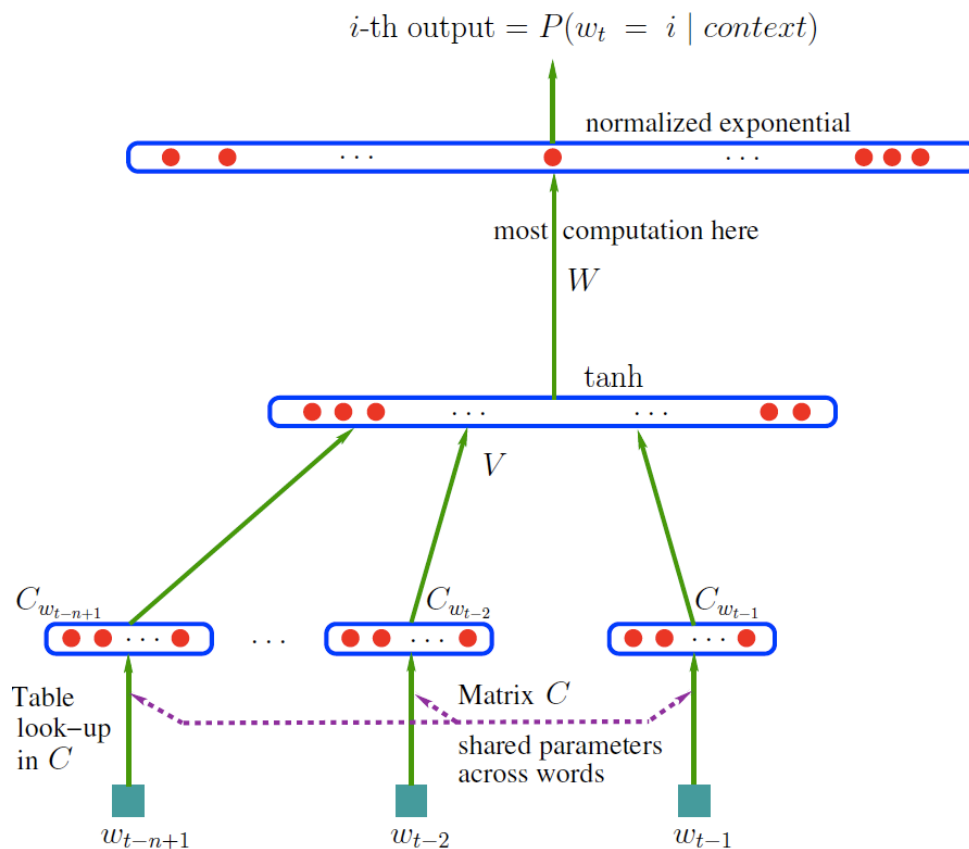 i-th output = P(w_t = i | context)
normalized exponential
. . .
. . .
most computation here
W
tanh
. . .
. . .
V
C_{w_{t-n+1}}
C_{w_{t-2}}
C_{w_{t-1}}
. . .
. . .
. . .
. . .
Table
look-up
in C
Matrix C
shared parameters
across words
w_{t-n+1}
w_{t-2}
w_{t-1}